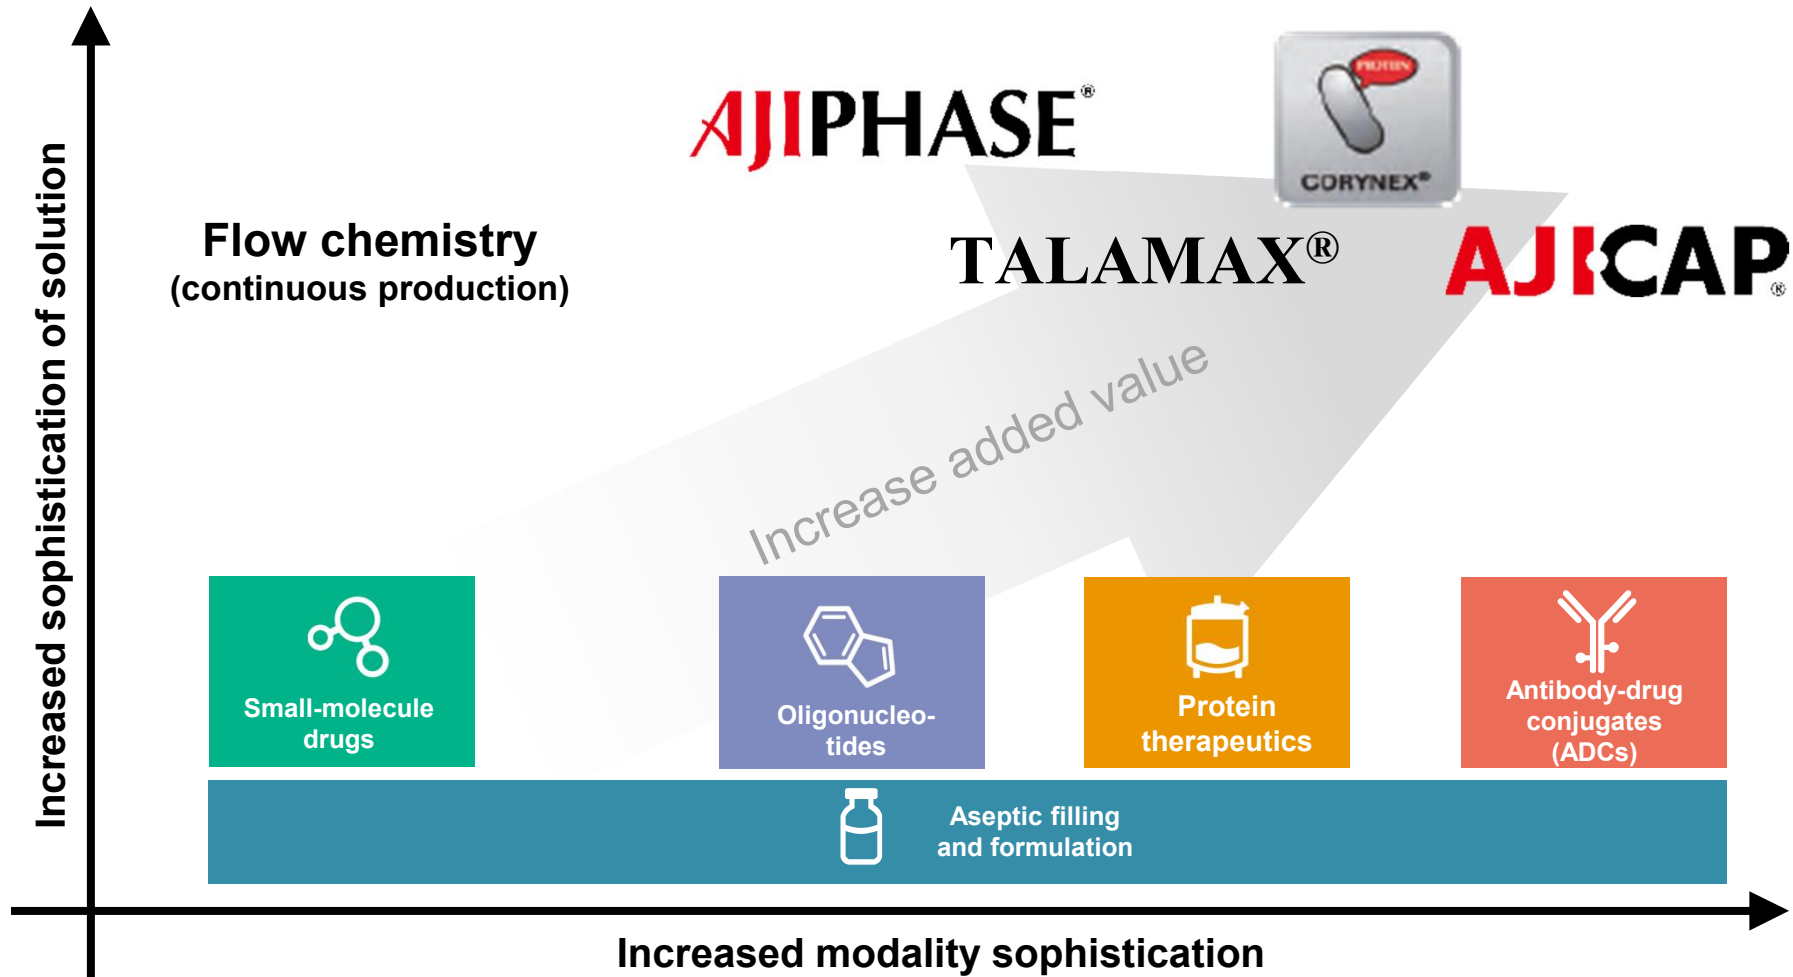 Increased sophistication of solution
AJIPHASE®
PROTEIN
CORYNEX®
Flow chemistry
(continuous production)
TALAMAX®
AJICAP®
Increase added value
Small-molecule
drugs
Oligonucleo-
tides
Protein
therapeutics
Antibody-drug
conjugates
(ADCs)
Aseptic filling
and formulation
Increased modality sophistication